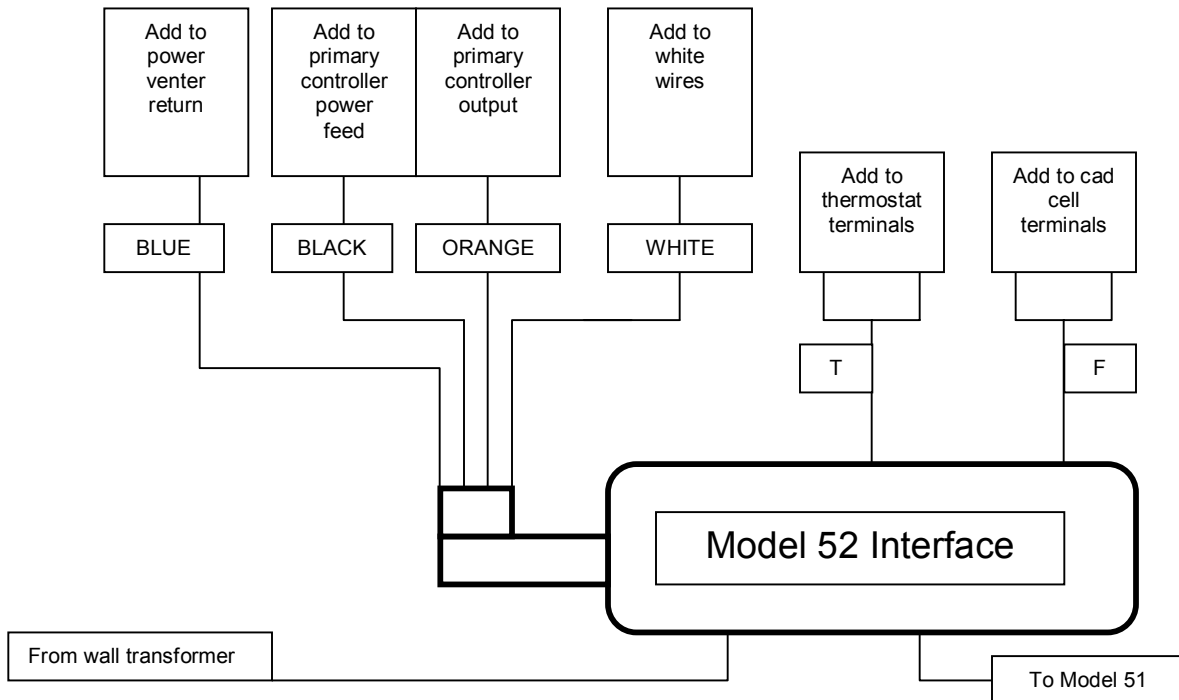 Add to
power
venter
return
Add to
primary
controller
power
feed
Add to
primary
controller
output
Add to
white
wires
Add to
thermostat
terminals
Add to cad
cell
terminals
BLUE
BLACK
ORANGE
WHITE
T
F
Model 52 Interface
From wall transformer
To Model 51